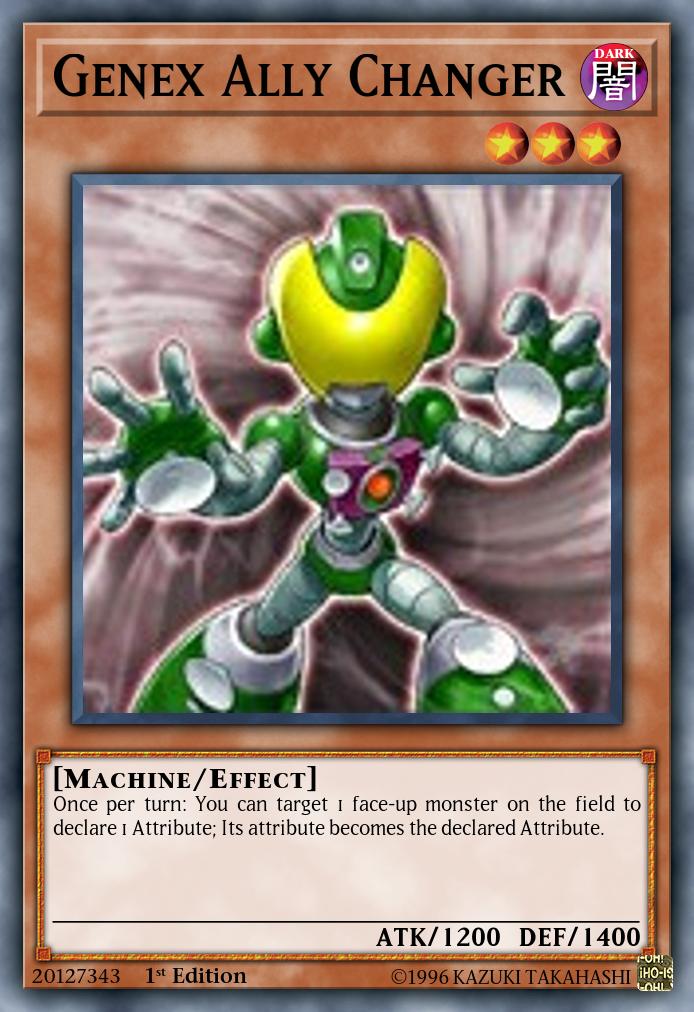 Genex Ally Changer
DARK
闇
[Machine/Effect]
Once per turn: You can target 1 face-up monster on the field to
declare 1 Attribute; Its attribute becomes the declared Attribute.
ATK/1200 DEF/1400
20127343 1st Edition ©1996 KAZUKI TAKAHASHI